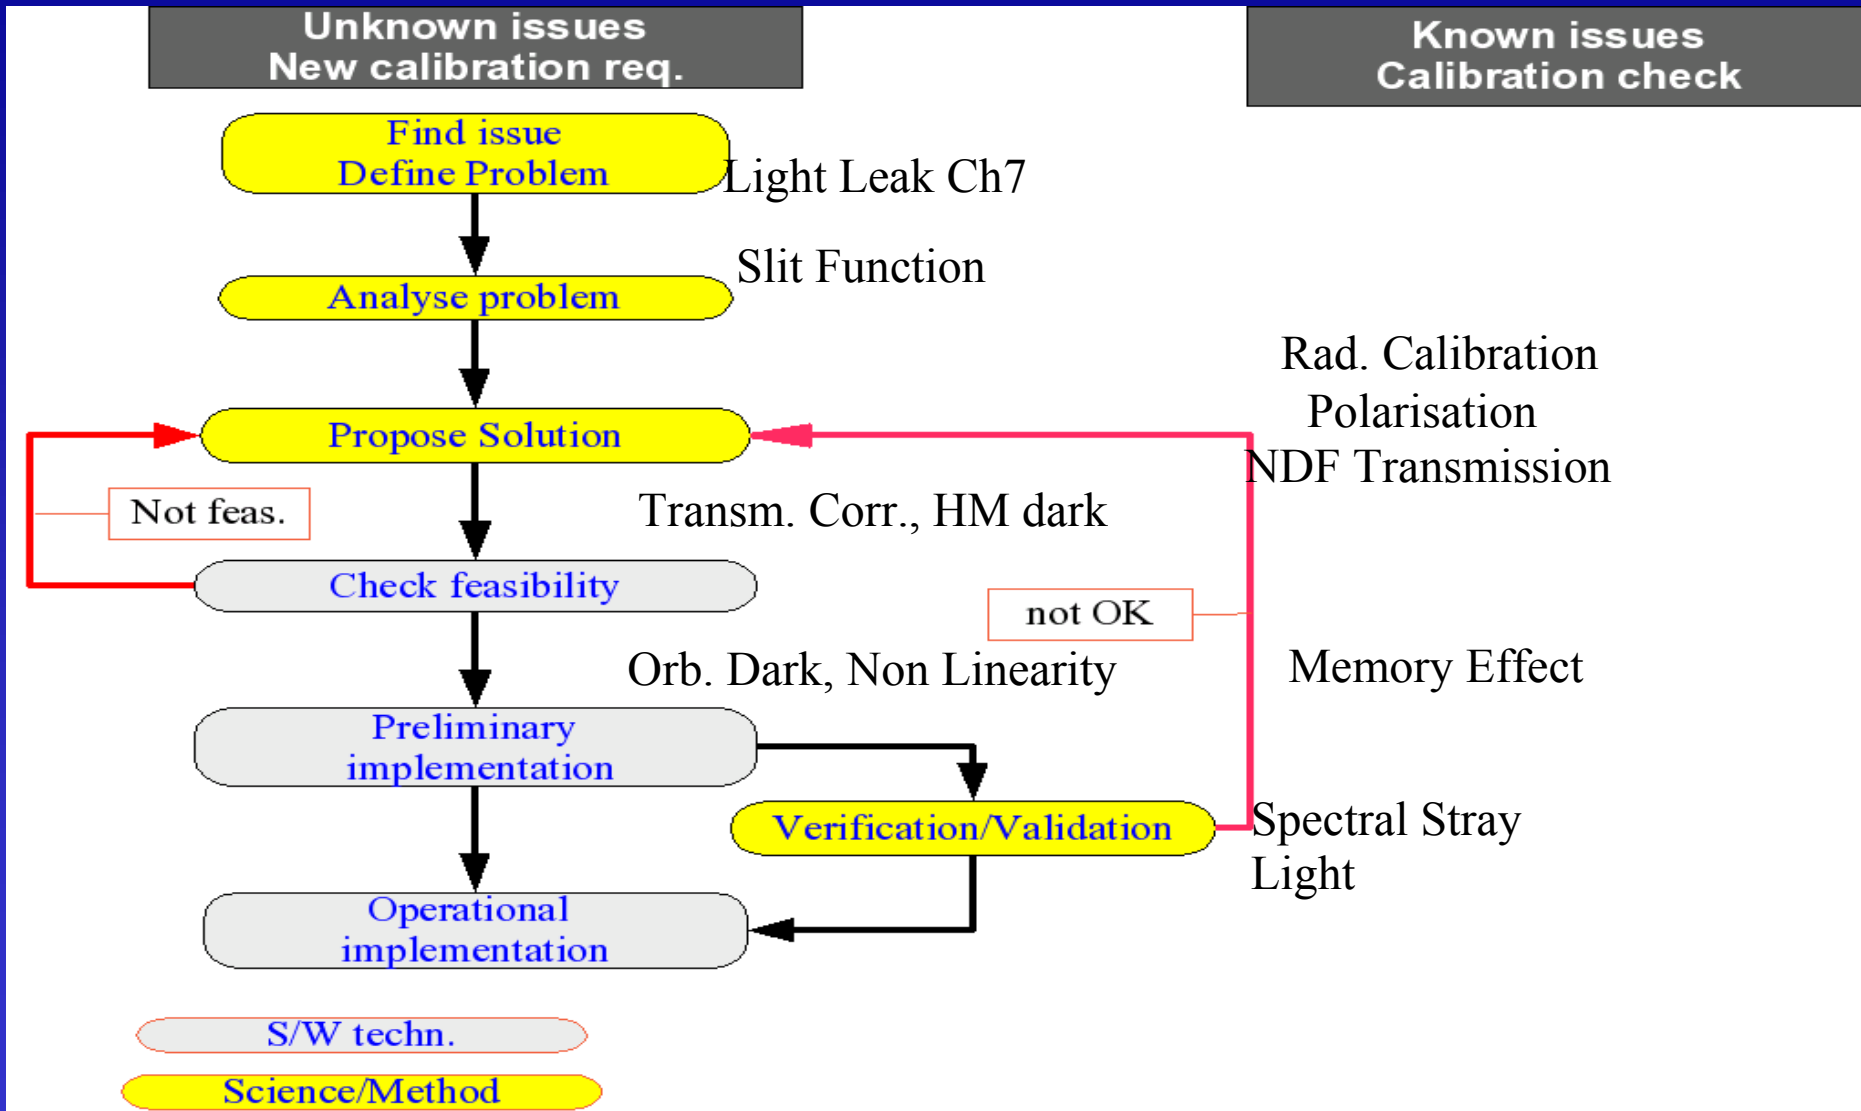 Unknown issues
New calibration req.
Known issues
Calibration check
Find issue
Define Problem
Light Leak Ch7
Slit Function
Analyse problem
Rad. Calibration
Polarisation
NDF Transmission
Propose Solution
Not feas.
Transm. Corr., HM dark
Check feasibility
not OK
Orb. Dark, Non Linearity
Memory Effect
Preliminary
implementation
Verification/Validation
Spectral Stray
Light
Operational
implementation
S/W techn.
Science/Method